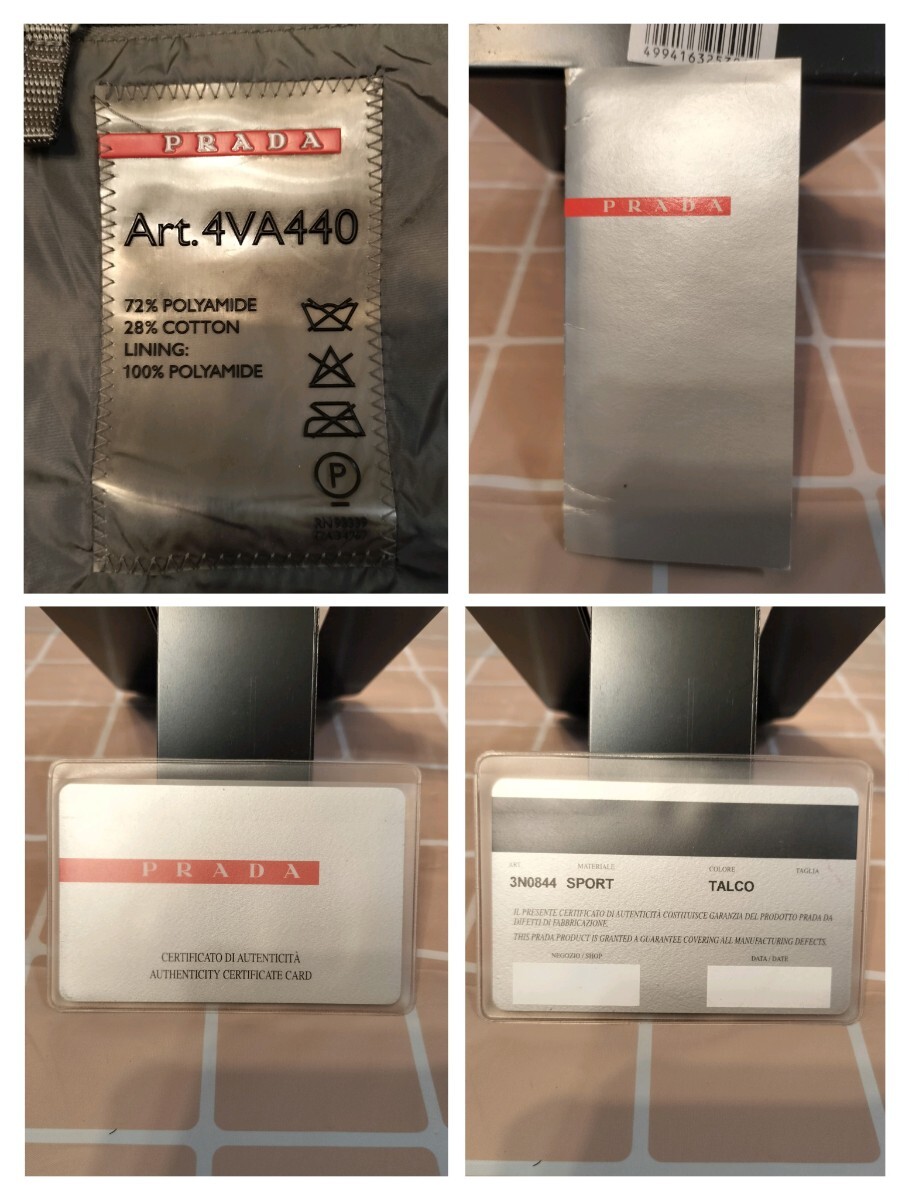 PRADA
Art. 4VA440
72% POLYAMIDE
28% COTTON
LINING:
100% POLYAMIDE
P
PRADA
PRADA
CERTIFICATO DI AUTENTICITÀ
AUTHENTICITY CERTIFICATE CARD
ART. MATERIALE COLORE TAGLIA
3N0844 SPORT TALCO
IL PRESENTE CERTIFICATO DI AUTENTICITÀ COSTITUISCE GARANZIA DEL PRODOTTO PRADA DA
DIFETTI DI FABBRICAZIONE.
THIS PRADA PRODUCT IS GRANTED A GUARANTEE COVERING ALL MANUFACTURING DEFECTS.
NEGOZIO / SHOP DATA / DATE